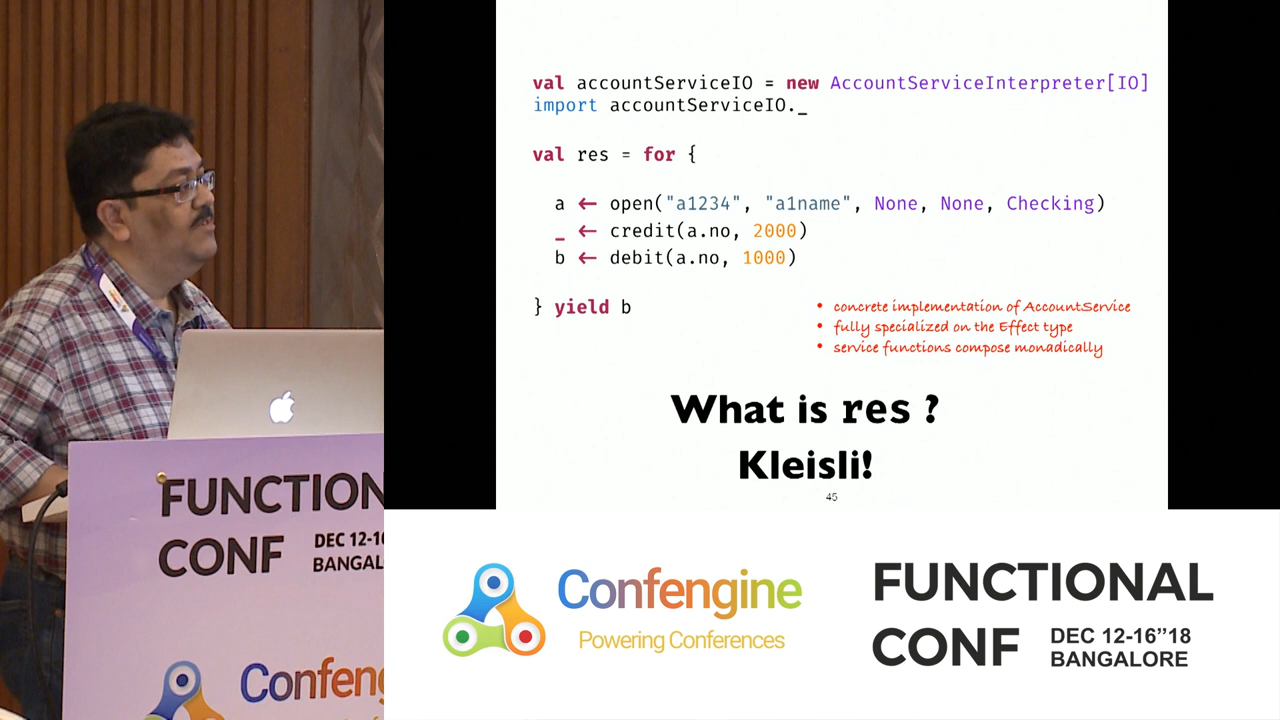 val accountServiceIO = new AccountServiceInterpreter[IO]
import accountServiceIO._
val res = for {
a ← open("a1234", "a1name", None, None, Checking)
_ ← credit(a.no, 2000)
b ← debit(a.no, 1000)
} yield b
• concrete implementation of AccountService
• fully specialized on the Effect type
• service functions compose monadically
What is res ?
Kleisli!
45
FUNCTION
CONF DEC 12-16
BANGAL
Confeng
Confengine
Powering Conferences
FUNCTIONAL
CONF DEC 12-16"18
BANGALORE